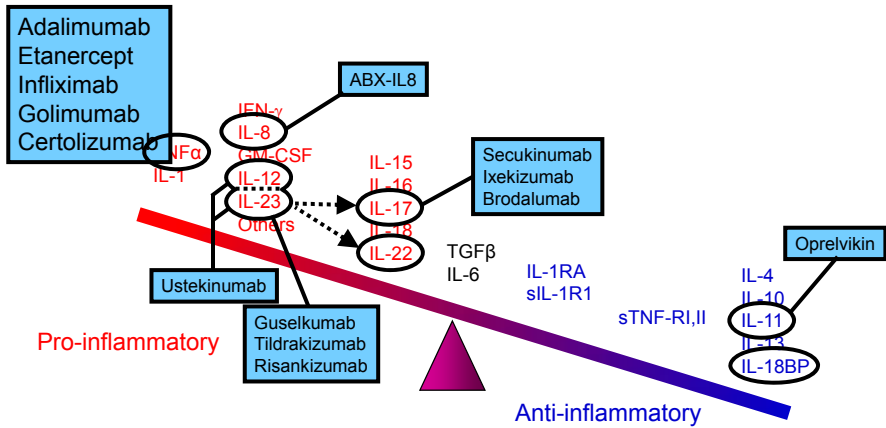 Adalimumab
Etanercept
Infliximab
Golimumab
Certolizumab
NFα
IL-1
IFN-γ
IL-8
GM-CSF
IL-12
IL-23
Others
ABX-IL8
IL-15
IL-16
IL-17
IL-18
IL-22
Secukinumab
Ixekizumab
Brodalumab
TGFβ
IL-6
IL-1RA
sIL-1R1
sTNF-RI,II
IL-4
IL-10
IL-11
IL-13
IL-18BP
Oprelvikin
Ustekinumab
Guselkumab
Tildrakizumab
Risankizumab
Pro-inflammatory
Anti-inflammatory